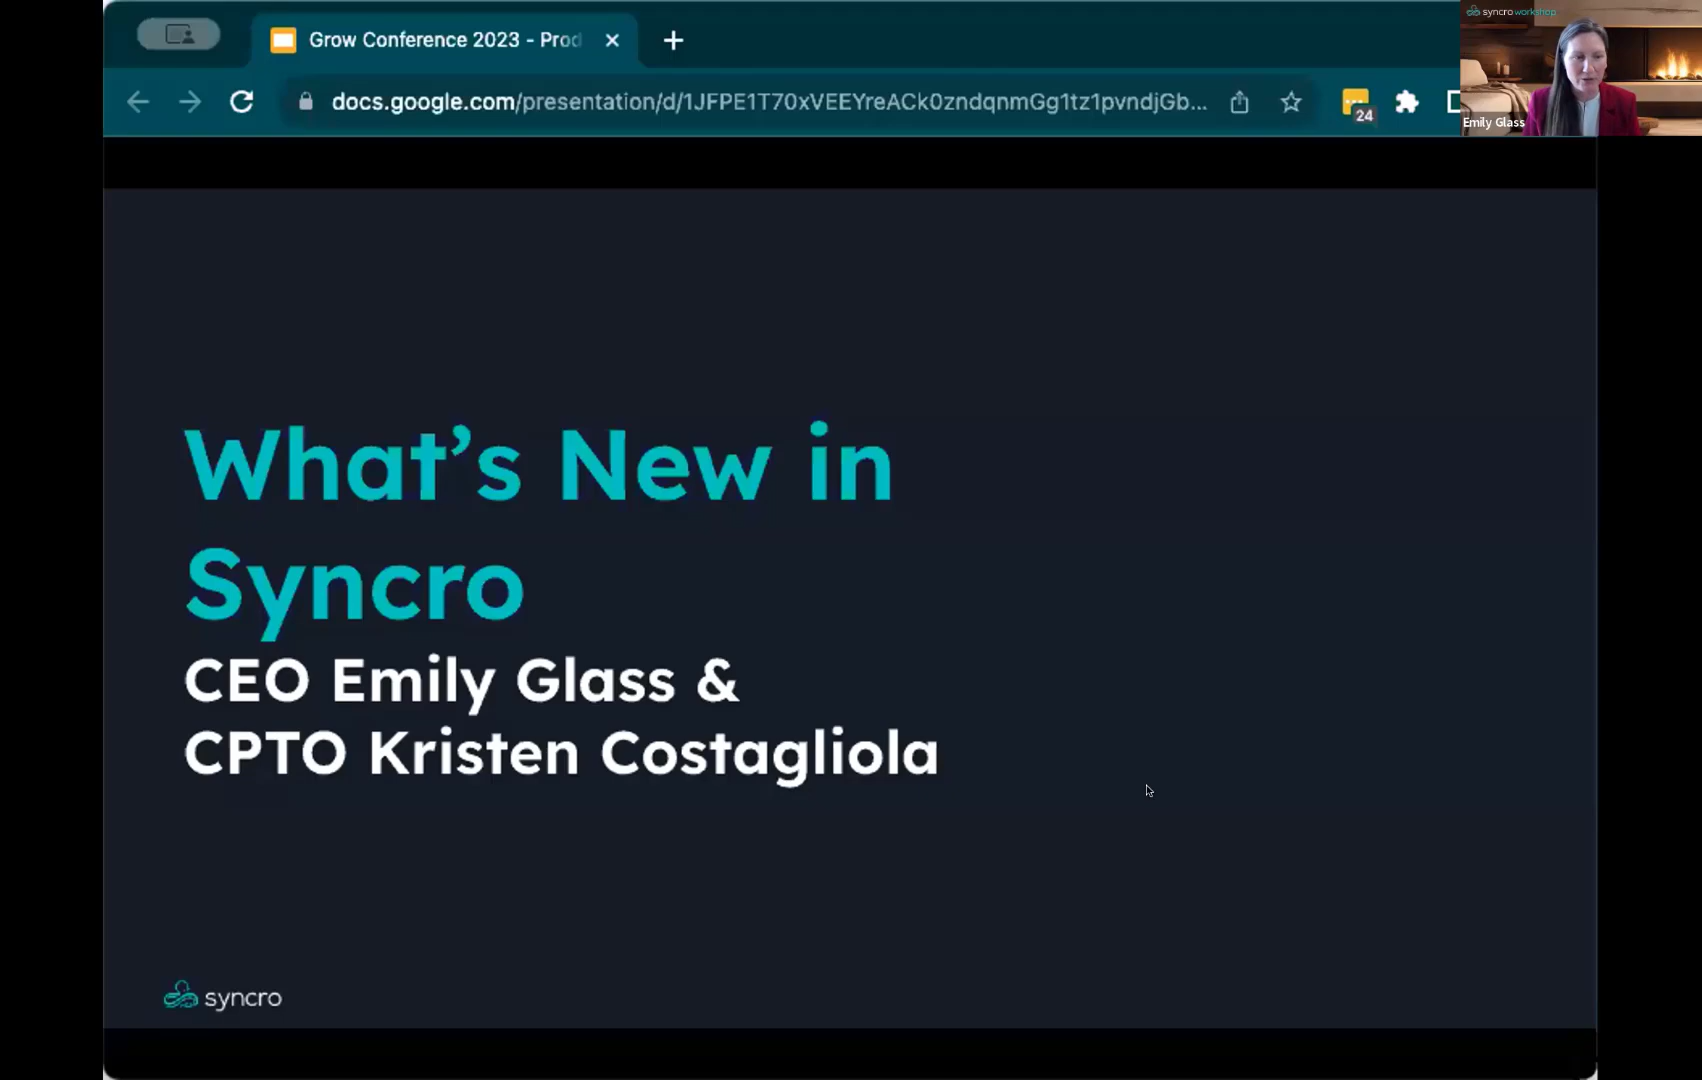 Grow Conference 2023 - Prod
docs.google.com/presentation/d/1JFPE1T70xVEEYreACk0zndqnmGg1tz1pvndjGb...
24
syncro workshop
Emily Glass
What's New in
Syncro
CEO Emily Glass &
CPTO Kristen Costagliola
syncro